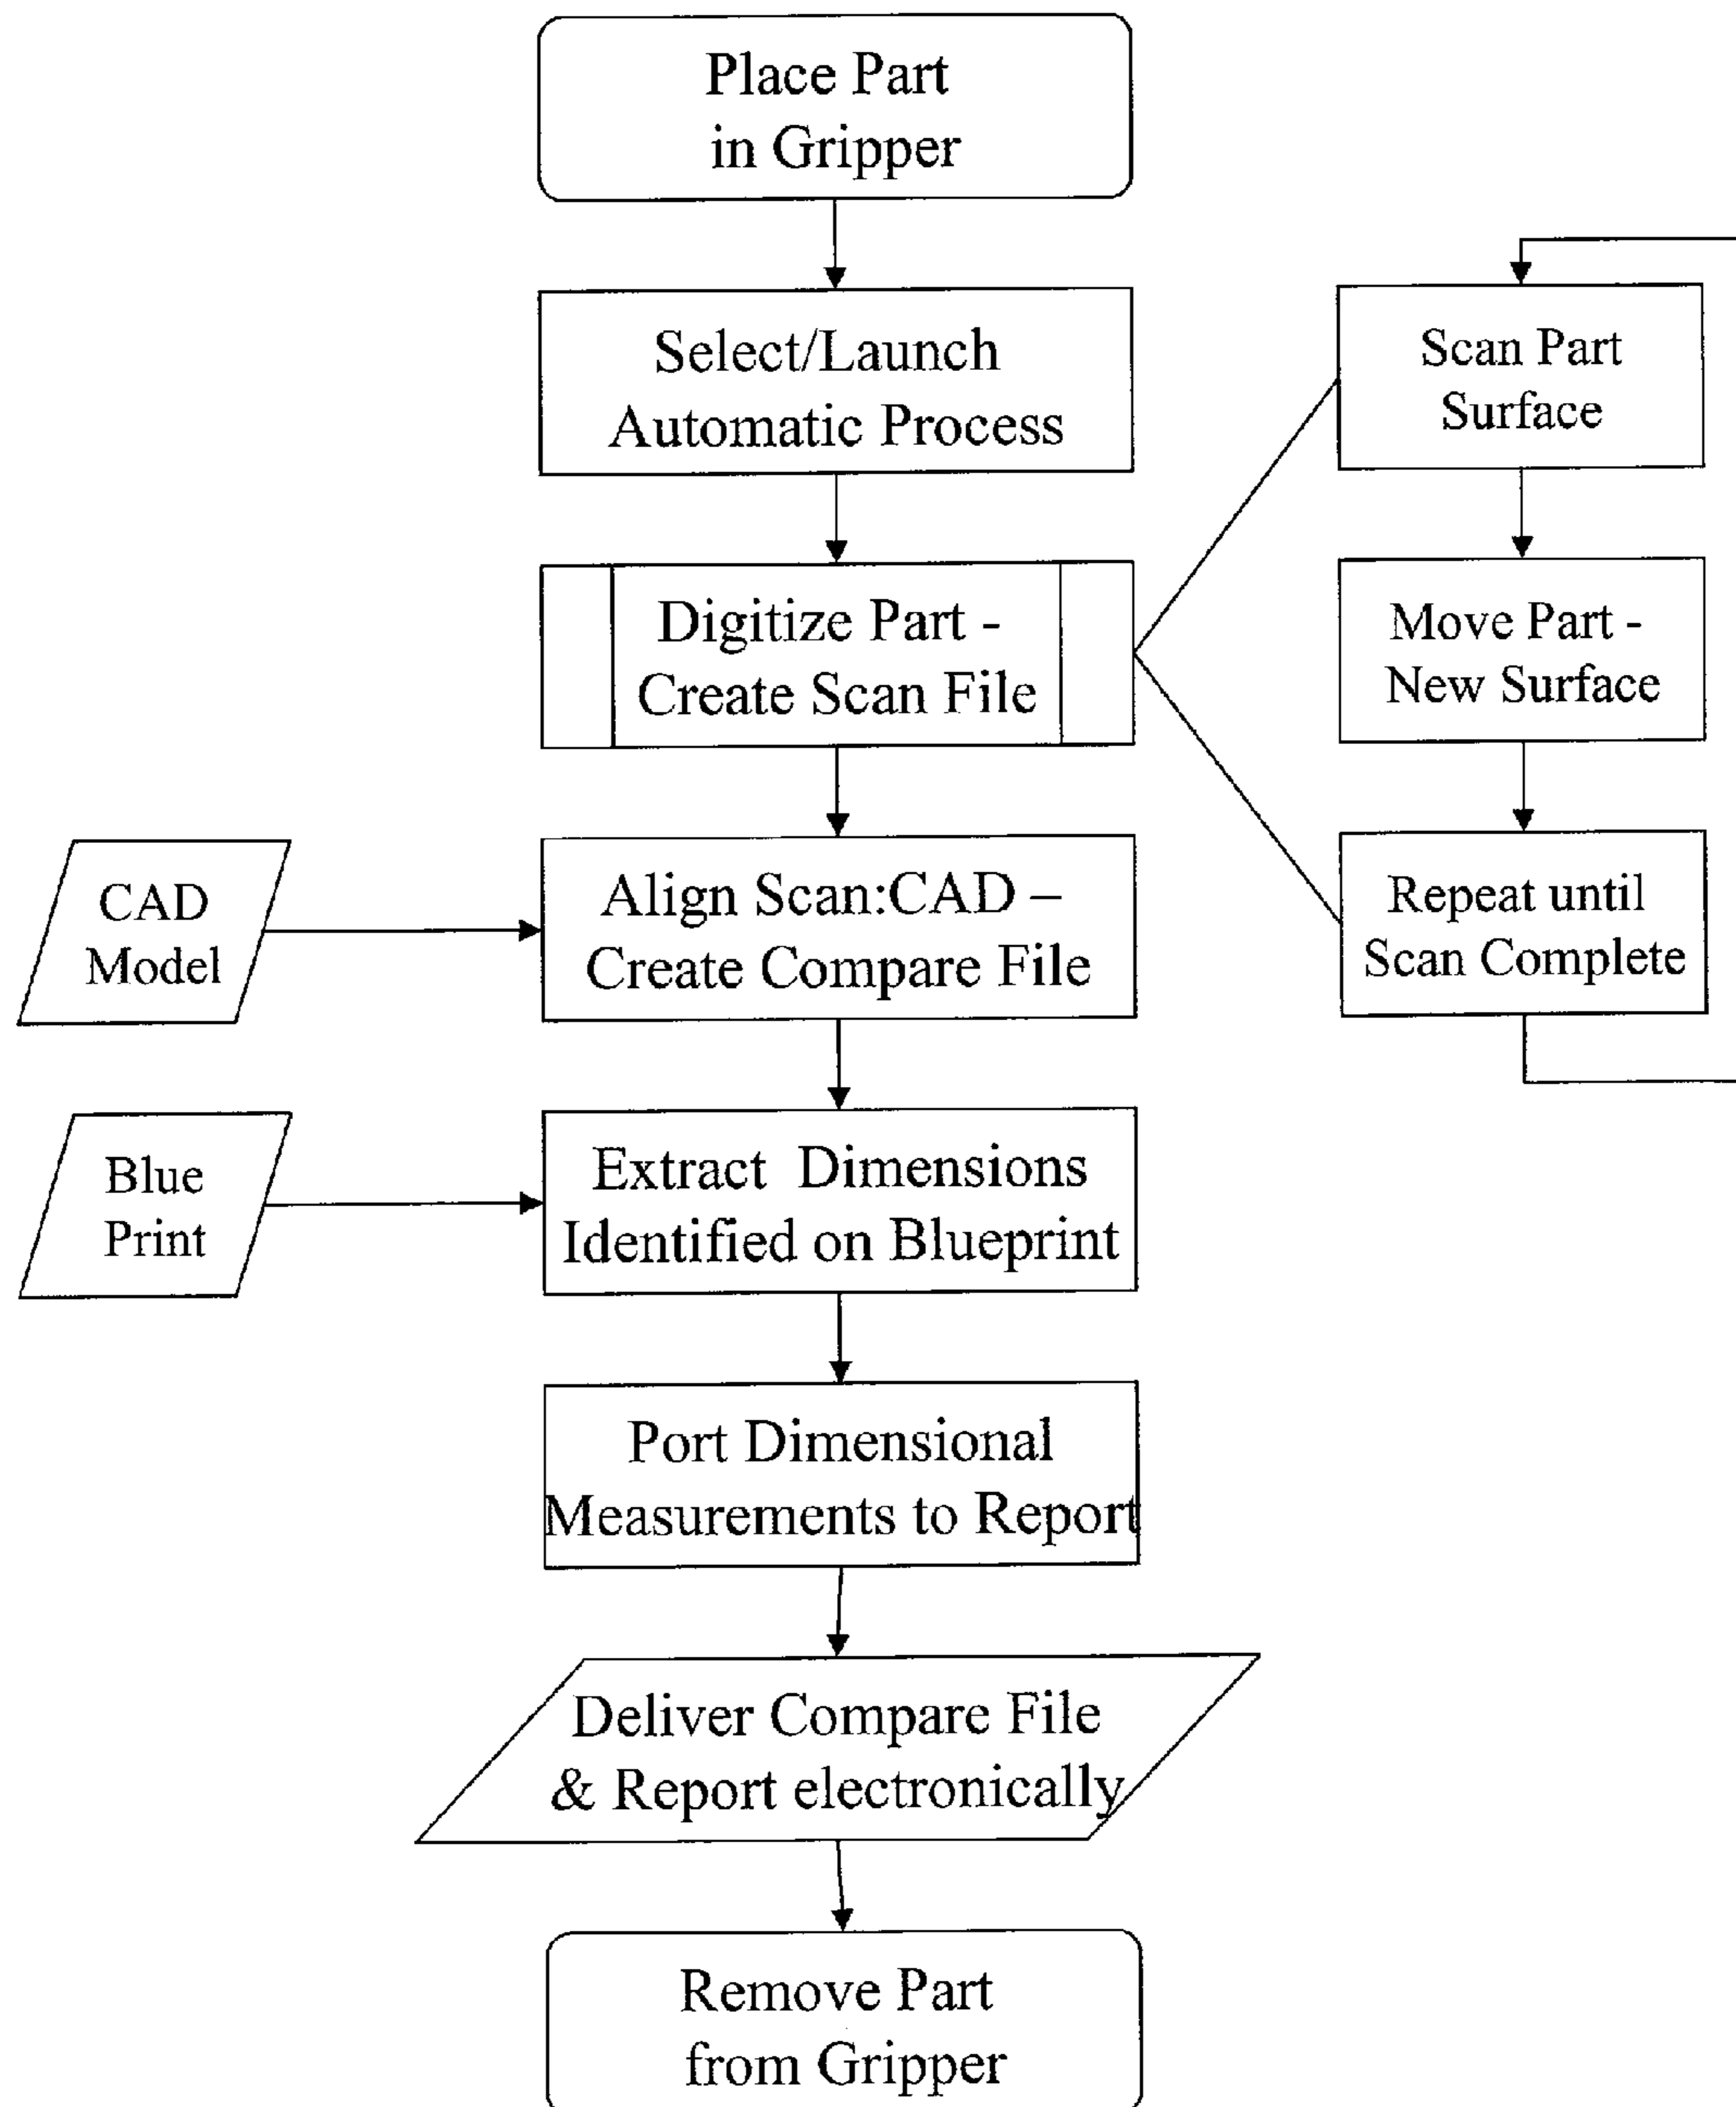 Place Part
in Gripper
Select/Launch
Automatic Process
Digitize Part -
Create Scan File
Scan Part
Surface
Move Part -
New Surface
Repeat until
Scan Complete
CAD
Model
Align Scan:CAD –
Create Compare File
Blue
Print
Extract Dimensions
Identified on Blueprint
Port Dimensional
Measurements to Report
Deliver Compare File
& Report electronically
Remove Part
from Gripper